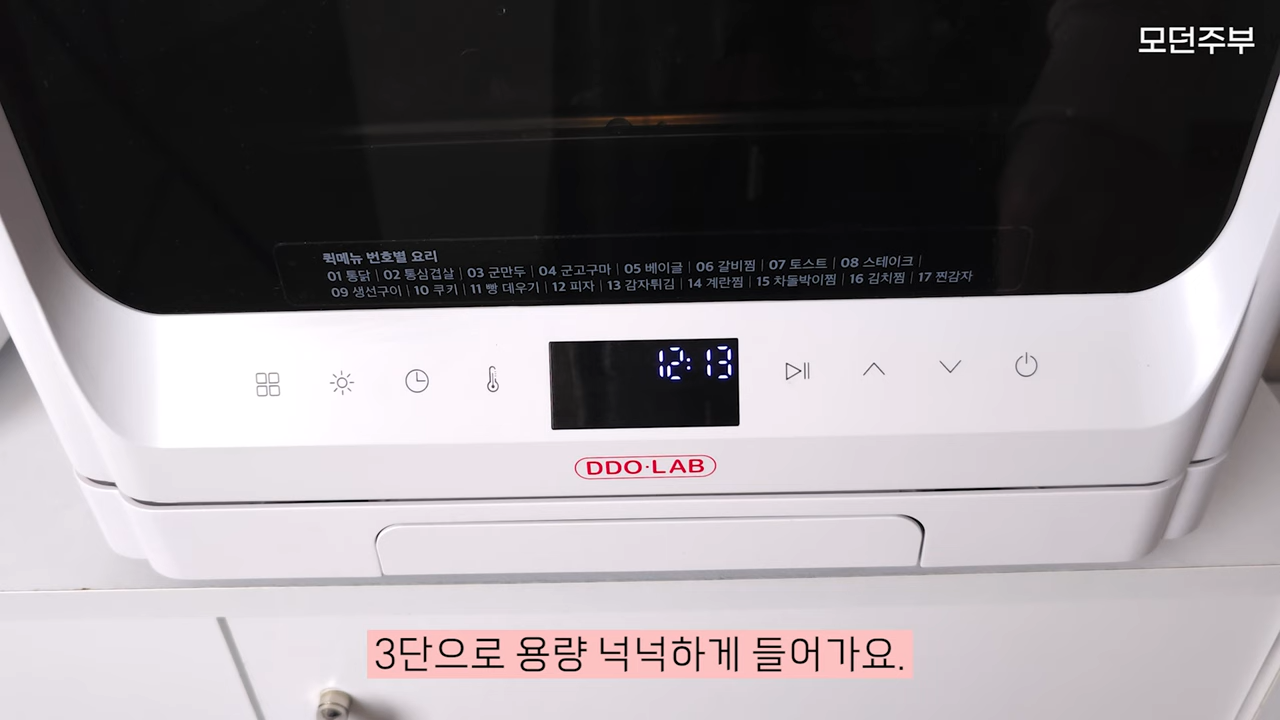 모던주부
퀵메뉴 번호별 요리
01 통닭 | 02 통삼겹살 | 03 군만두 | 04 군고구마 | 05 베이글 | 06 갈비찜 | 07 토스트 | 08 스테이크 |
09 생선구이 | 10 쿠키 | 11 빵 데우기 | 12 피자 | 13 감자튀김 | 14 계란찜 | 15 차돌박이찜 | 16 김치찜 | 17 찐감자
12:13
DDO·LAB
3단으로 용량 넉넉하게 들어가요.